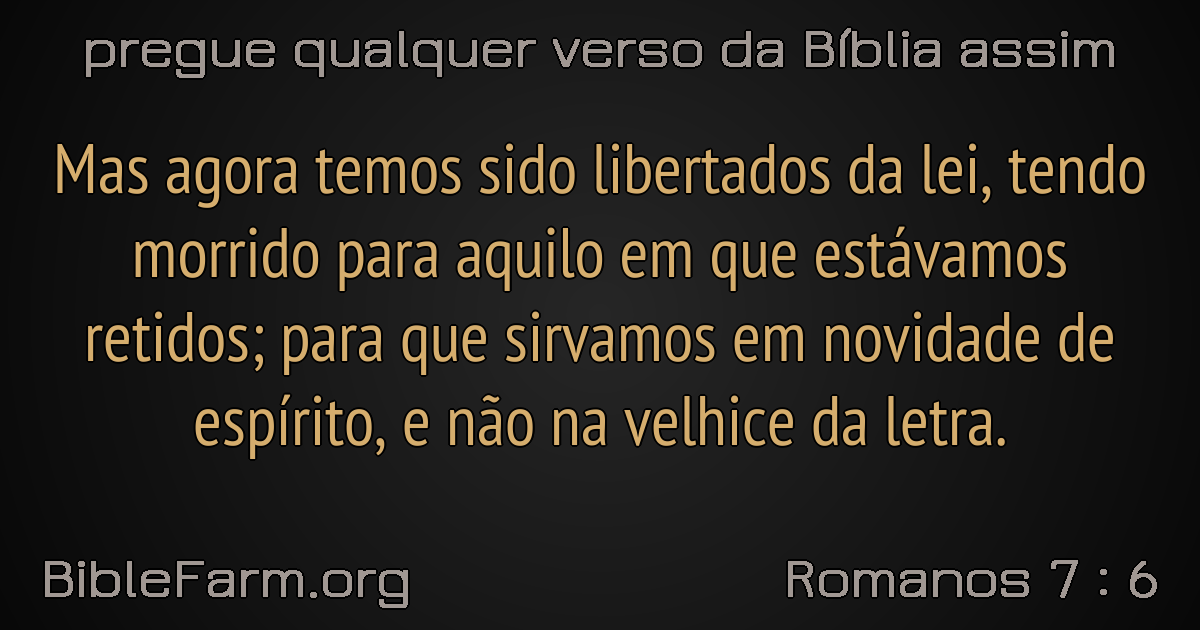 pregue qualquer verso da Bíblia assim
Mas agora temos sido libertados da lei, tendo
morrido para aquilo em que estávamos
retidos; para que sirvamos em novidade de
espírito, e não na velhice da letra.
BibleFarm.org
Romanos 7 : 6